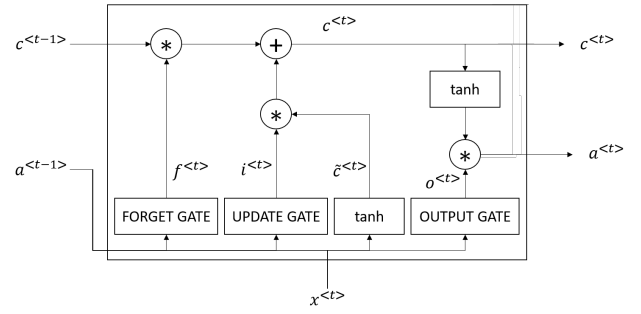 c<t>
c<t−1>
*
+
c<t>
tanh
*
*
a<t>
a<t−1>
f<t>
i<t>
c̃<t>
o<t>
FORGET GATE
UPDATE GATE
tanh
OUTPUT GATE
x<t>